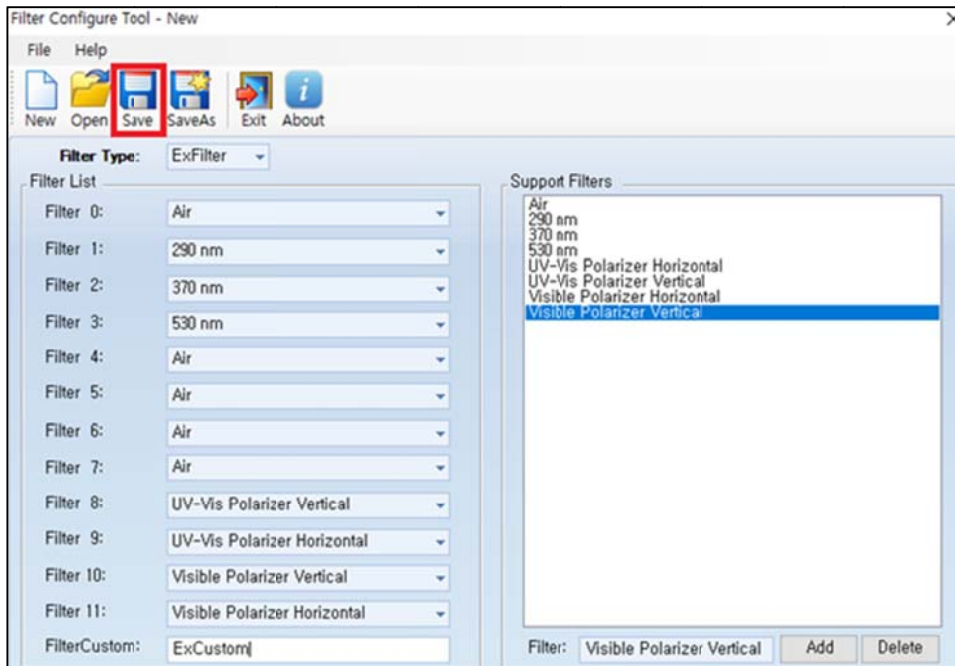 Filter Configure Tool - New
File Help
New Open Save SaveAs Exit About
Filter Type: ExFilter
Filter List
Filter 0: Air
Filter 1: 290 nm
Filter 2: 370 nm
Filter 3: 530 nm
Filter 4: Air
Filter 5: Air
Filter 6: Air
Filter 7: Air
Filter 8: UV-Vis Polarizer Vertical
Filter 9: UV-Vis Polarizer Horizontal
Filter 10: Visible Polarizer Vertical
Filter 11: Visible Polarizer Horizontal
FilterCustom: ExCustom
Support Filters
Air
290 nm
370 nm
530 nm
UV-Vis Polarizer Horizontal
UV-Vis Polarizer Vertical
Visible Polarizer Horizontal
Visible Polarizer Vertical
Filter: Visible Polarizer Vertical Add Delete